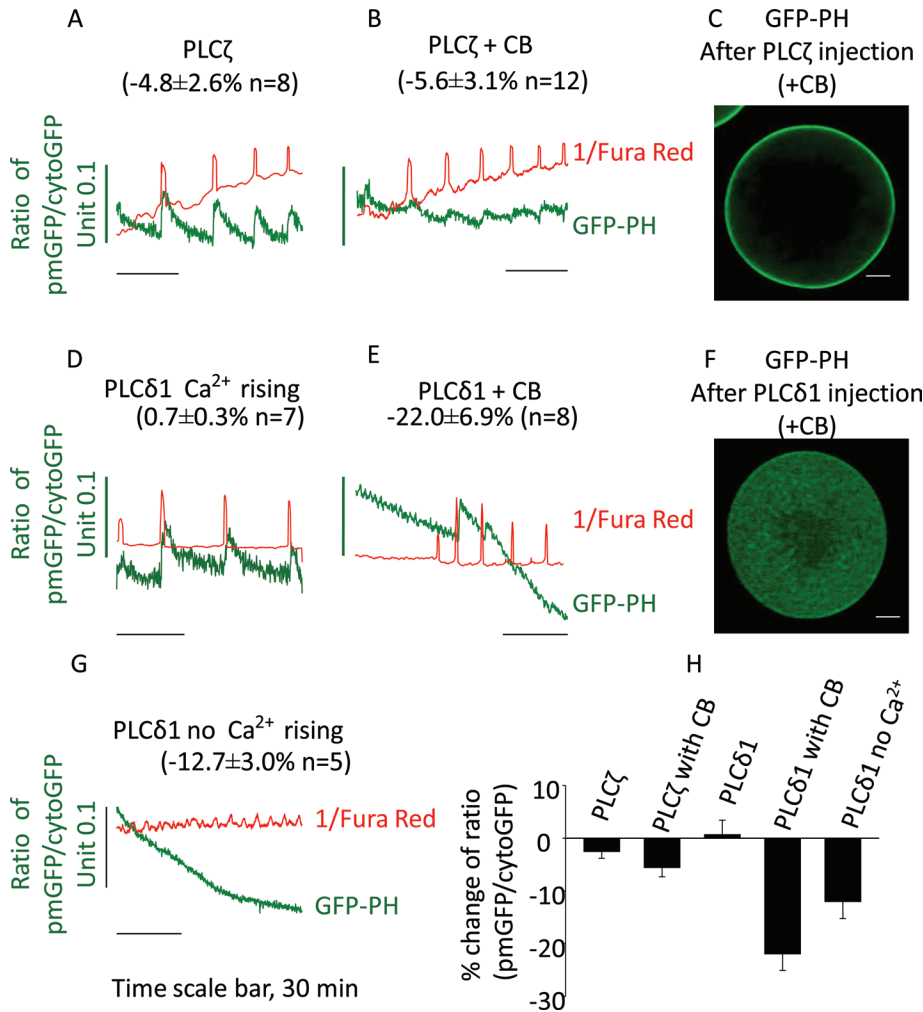 A
PLCζ
(-4.8±2.6% n=8)
B
PLCζ + CB
(-5.6±3.1% n=12)
C
GFP-PH
After PLCζ injection
(+CB)
Ratio of
pmGFP/cytoGFP
Unit 0.1
1/Fura Red
GFP-PH
D
PLCδ1 Ca²⁺ rising
(0.7±0.3% n=7)
E
PLCδ1 + CB
-22.0±6.9% (n=8)
F
GFP-PH
After PLCδ1 injection
(+CB)
Ratio of
pmGFP/cytoGFP
Unit 0.1
1/Fura Red
GFP-PH
G
PLCδ1 no Ca²⁺ rising
(-12.7±3.0% n=5)
Ratio of
pmGFP/cytoGFP
Unit 0.1
1/Fura Red
GFP-PH
Time scale bar, 30 min
H
PLCζ
PLCζ with CB
PLCδ1
PLCδ1 with CB
PLCδ1 no Ca²⁺
% change of ratio
(pmGFP/cytoGFP)
10
0
-10
-20
-30